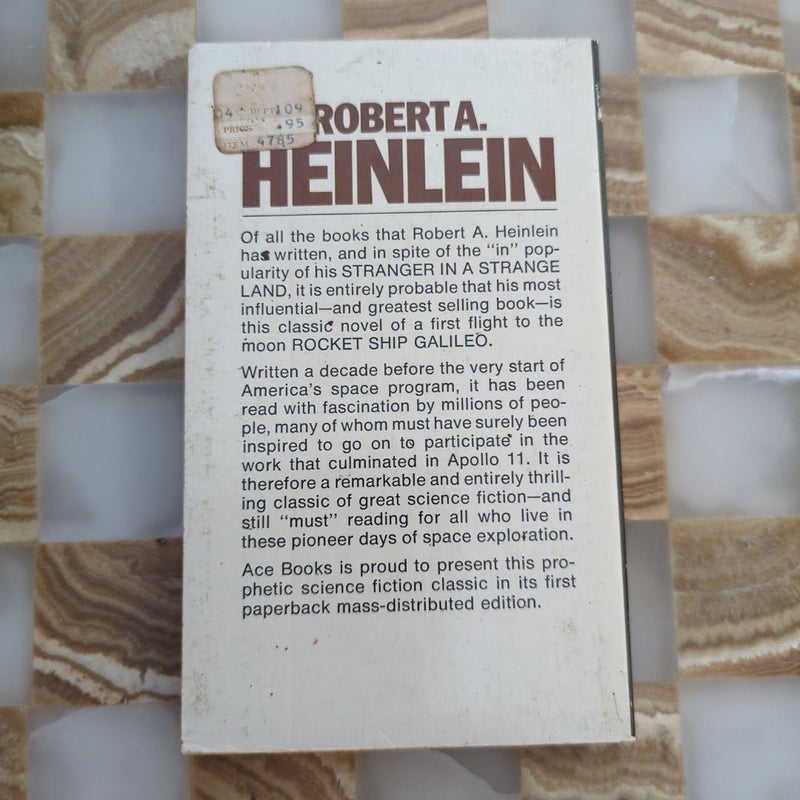 04 DEPT 109
PRICE .95
ITEM 4785
ROBERT A.
HEINLEIN
Of all the books that Robert A. Heinlein
has written, and in spite of the “in” pop-
ularity of his STRANGER IN A STRANGE
LAND, it is entirely probable that his most
influential—and greatest selling book—is
this classic novel of a first flight to the
moon ROCKET SHIP GALILEO.
Written a decade before the very start of
America's space program, it has been
read with fascination by millions of peo-
ple, many of whom must have surely been
inspired to go on to participate in the
work that culminated in Apollo 11. It is
therefore a remarkable and entirely thrill-
ing classic of great science fiction—and
still “must” reading for all who live in
these pioneer days of space exploration.
Ace Books is proud to present this pro-
phetic science fiction classic in its first
paperback mass-distributed edition.